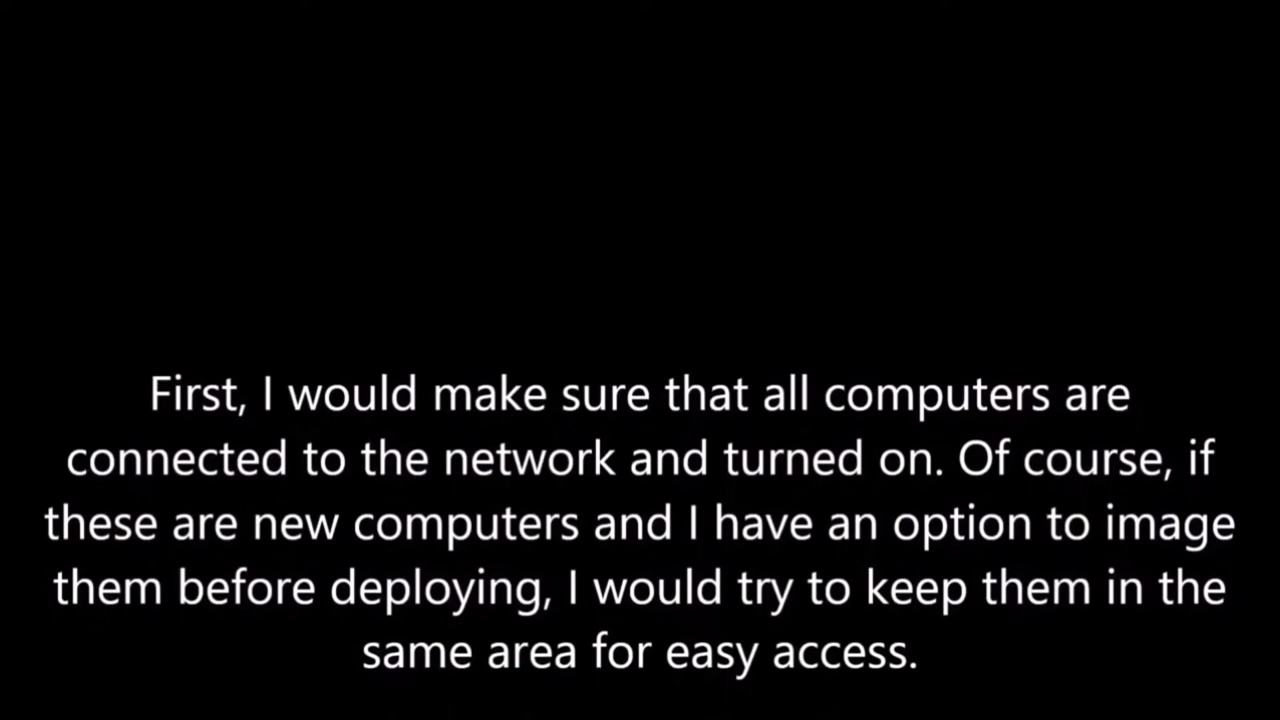 First, I would make sure that all computers are
connected to the network and turned on. Of course, if
these are new computers and I have an option to image
them before deploying, I would try to keep them in the
same area for easy access.